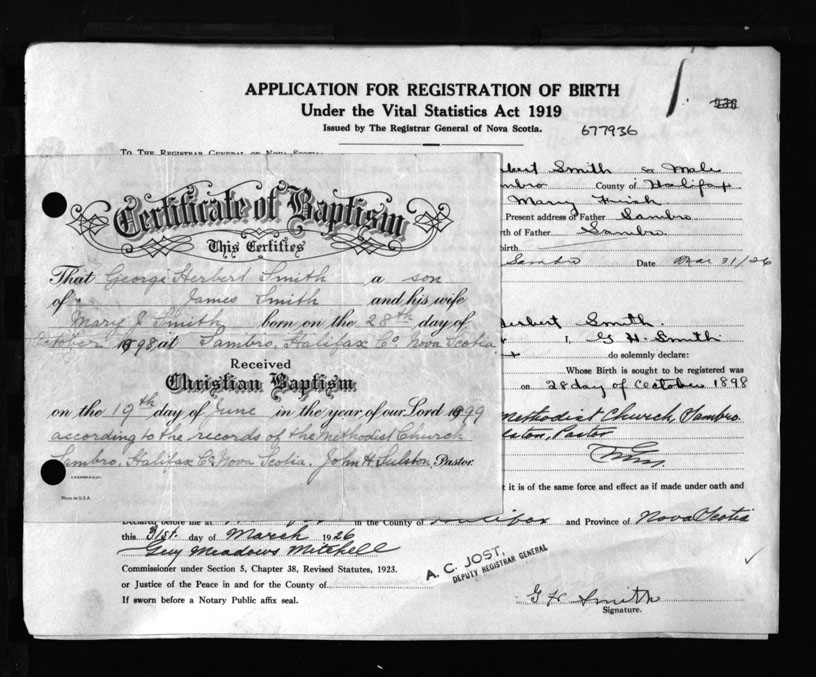 APPLICATION FOR REGISTRATION OF BIRTH
Under the Vital Statistics Act 1919
Issued by The Registrar General of Nova Scotia.
677936
To The Registrar General of Nova Scotia
Herbert Smith Sex Male
Sambro County of Halifax
Mary
Present address of Father Sambro
Birth of Father Sambro
birth
Sambro Date Mar 31/26
Certificate of Baptism
This Certifies
That George Herbert Smith a son
of James Smith and his wife
Mary J Smith born on the 28th day of
October 1898 at Sambro, Halifax Co. Nova Scotia
Received
Christian Baptism
on the 19th day of June in the year of our Lord 1899
according to the records of the Methodist Church
Sambro, Halifax Co Nova Scotia. John H Sulston, Pastor.
Made in U.S.A.
Herbert Smith.
, G H Smith
do solemnly declare:
Whose Birth is sought to be registered was
on 28 day of October 1898
Methodist Church, Sambro
Pastor
it is of the same force and effect as if made under oath and
Declared before me at
in the County of Halifax and Province of Nova Scotia
this 31st day of March 1926
Guy Meadows Mitchell
Commissioner under Section 5, Chapter 38, Revised Statutes, 1923.
or Justice of the Peace in and for the County of
If sworn before a Notary Public affix seal.
A. C. JOST,
DEPUTY REGISTRAR GENERAL
G H Smith
Signature.